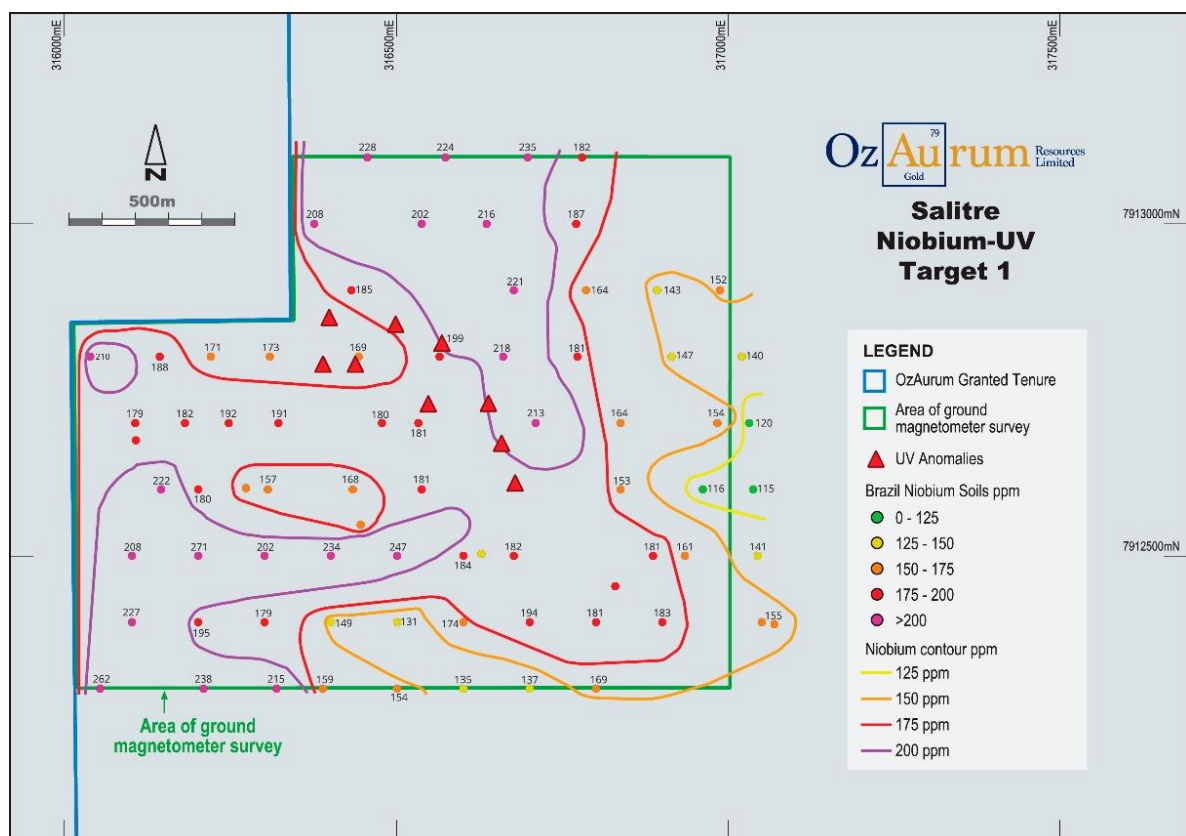 316000mE
316500mE
317000mE
317500mE
N
500m
Oz
79
Au
Gold
rum
Resources
Limited
Salitre
Niobium-UV
Target 1
7913000mN
7912500mN
228 224 235 182
208 202 216 187
185 221 164 143 152
210 188 171 173 169 199 218 181 147 140
179 182 192 191 180 181 213 164 154 120
222 180 157 168 181 153 116 115
208 271 202 234 247 184 182 181 161 141
227 195 179 149 131 174 194 181 183 155
262 238 215 159 154 135 137 169
Area of ground
magnetometer survey
LEGEND
OzAurum Granted Tenure
Area of ground
magnetometer survey
UV Anomalies
Brazil Niobium Soils ppm
0 - 125
125 - 150
150 - 175
175 - 200
>200
Niobium contour ppm
125 ppm
150 ppm
175 ppm
200 ppm